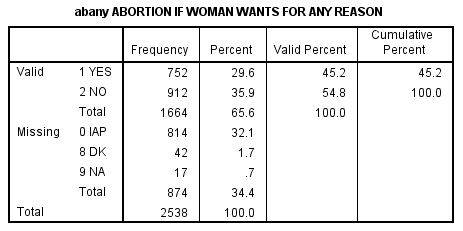 abany ABORTION IF WOMAN WANTS FOR ANY REASON
Frequency Percent Valid Percent Cumulative Percent
Valid 1 YES 752 29.6 45.2 45.2
2 NO 912 35.9 54.8 100.0
Total 1664 65.6 100.0
Missing 0 IAP 814 32.1
8 DK 42 1.7
9 NA 17 .7
Total 874 34.4
Total 2538 100.0